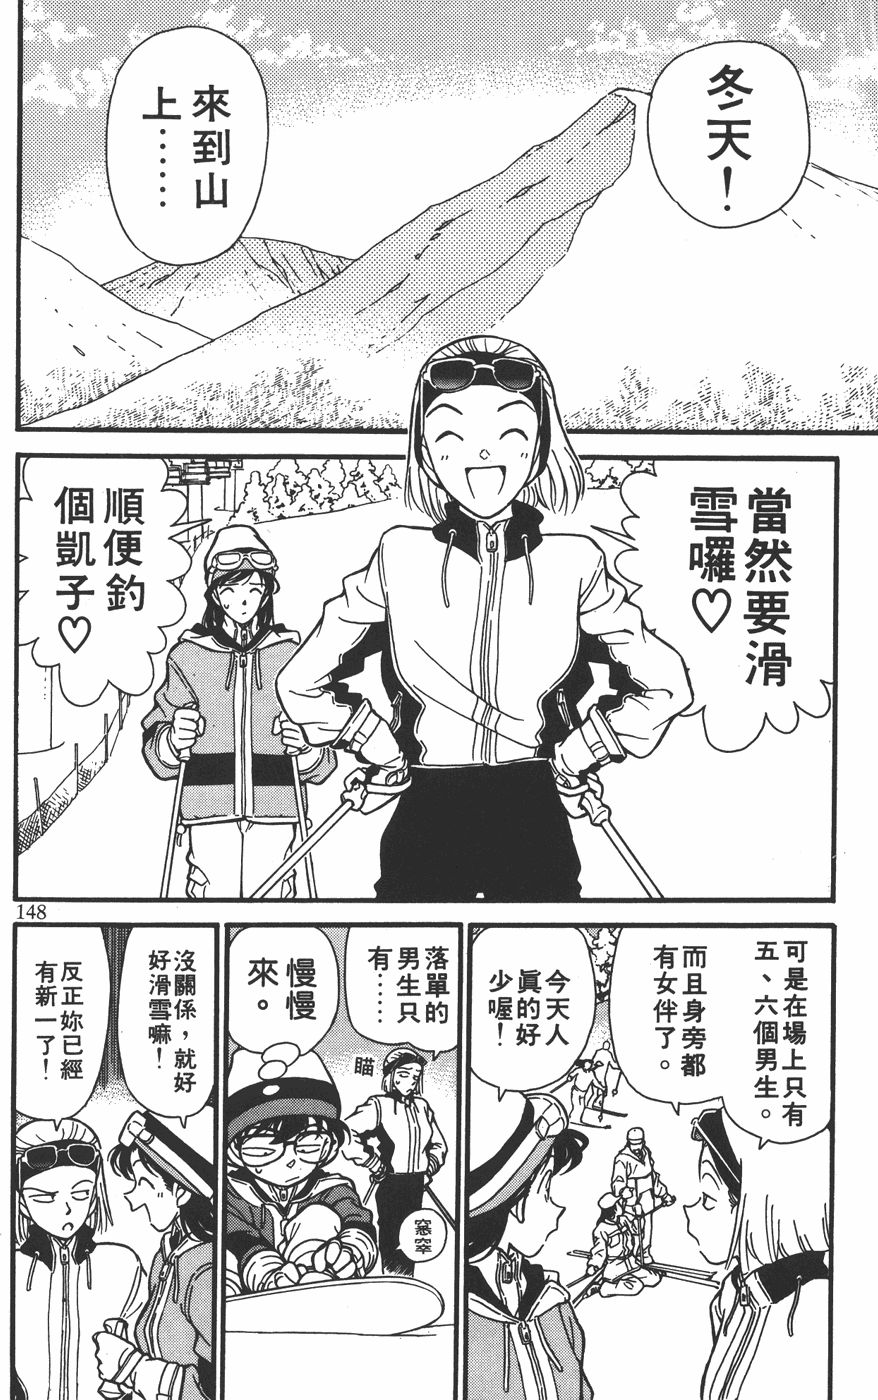 冬天！
來到山
上……
當然要滑
雪囉♡
順便釣
個凱子♡
148
可是在場上只有
五、六個男生。
而且身旁都
有女伴了。
今天人
真的好
少喔！
落單的
男生只
有……
瞄
窸窣
慢慢
來。
沒關係，就好
好滑雪嘛！
反正妳已經
有新一了！